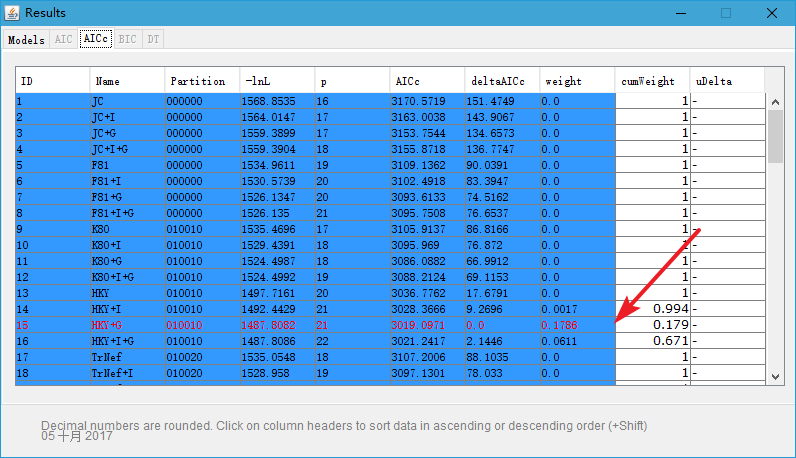 Results
Models AIC AICc BIC DT
ID Name Partition -lnL p AICc deltaAICc weight cumWeight uDelta
1 JC 000000 1568.8535 16 3170.5719 151.4749 0.0 1 -
2 JC+I 000000 1564.0147 17 3163.0038 143.9067 0.0 1 -
3 JC+G 000000 1559.3899 17 3153.7544 134.6573 0.0 1 -
4 JC+I+G 000000 1559.3904 18 3155.8718 136.7747 0.0 1 -
5 F81 000000 1534.9611 19 3109.1362 90.0391 0.0 1 -
6 F81+I 000000 1530.5739 20 3102.4918 83.3947 0.0 1 -
7 F81+G 000000 1526.1347 20 3093.6133 74.5162 0.0 1 -
8 F81+I+G 000000 1526.135 21 3095.7508 76.6537 0.0 1 -
9 K80 010010 1535.4696 17 3105.9137 86.8166 0.0 1 -
10 K80+I 010010 1529.4391 18 3095.969 76.872 0.0 1 -
11 K80+G 010010 1524.4987 18 3086.0882 66.9912 0.0 1 -
12 K80+I+G 010010 1524.4992 19 3088.2124 69.1153 0.0 1 -
13 HKY 010010 1497.7161 20 3036.7762 17.6791 0.0 1 -
14 HKY+I 010010 1492.4429 21 3028.3666 9.2696 0.0017 0.994 -
15 HKY+G 010010 1487.8082 21 3019.0971 0.0 0.1786 0.179 -
16 HKY+I+G 010010 1487.8086 22 3021.2417 2.1446 0.0611 0.671 -
17 TrNef 010020 1535.0548 18 3107.2006 88.1035 0.0 1 -
18 TrNef+I 010020 1528.958 19 3097.1301 78.033 0.0 1 -
Decimal numbers are rounded. Click on column headers to sort data in ascending or descending order (+Shift)
05 十月 2017